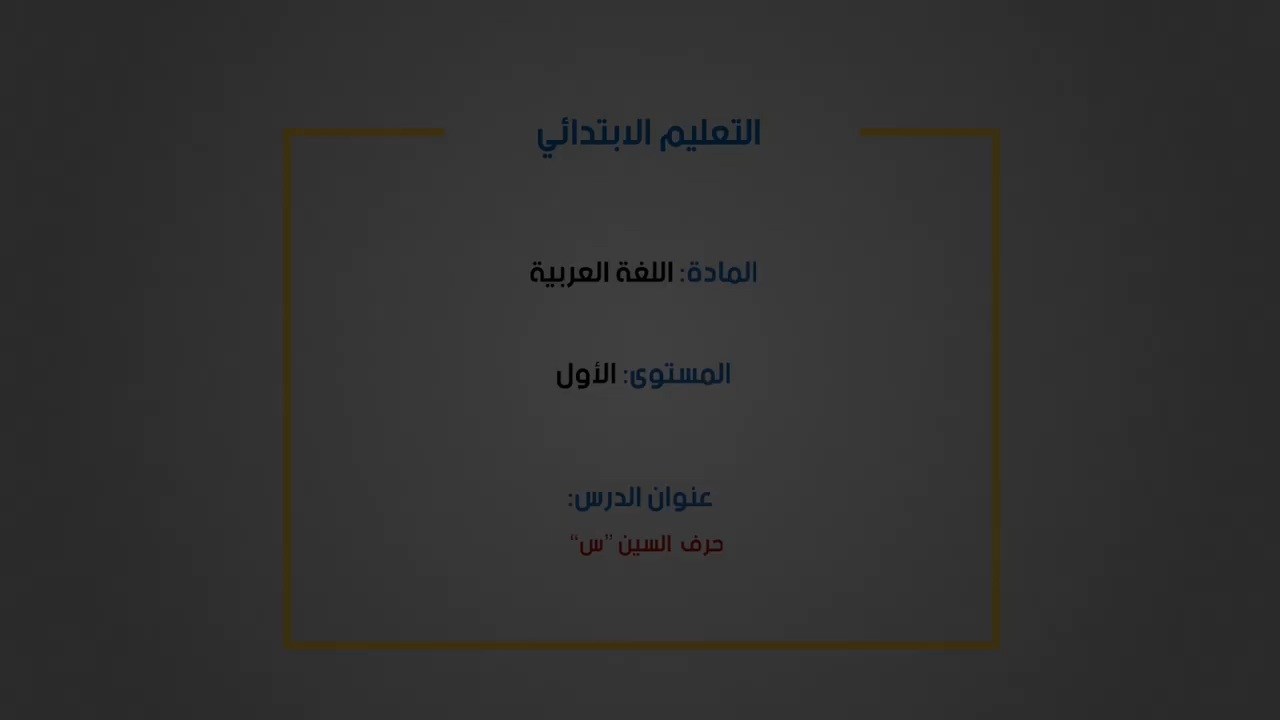 التعليم الابتدائي
المادة: اللغة العربية
المستوى: الأول
عنوان الدرس:
حرف السين ”س“